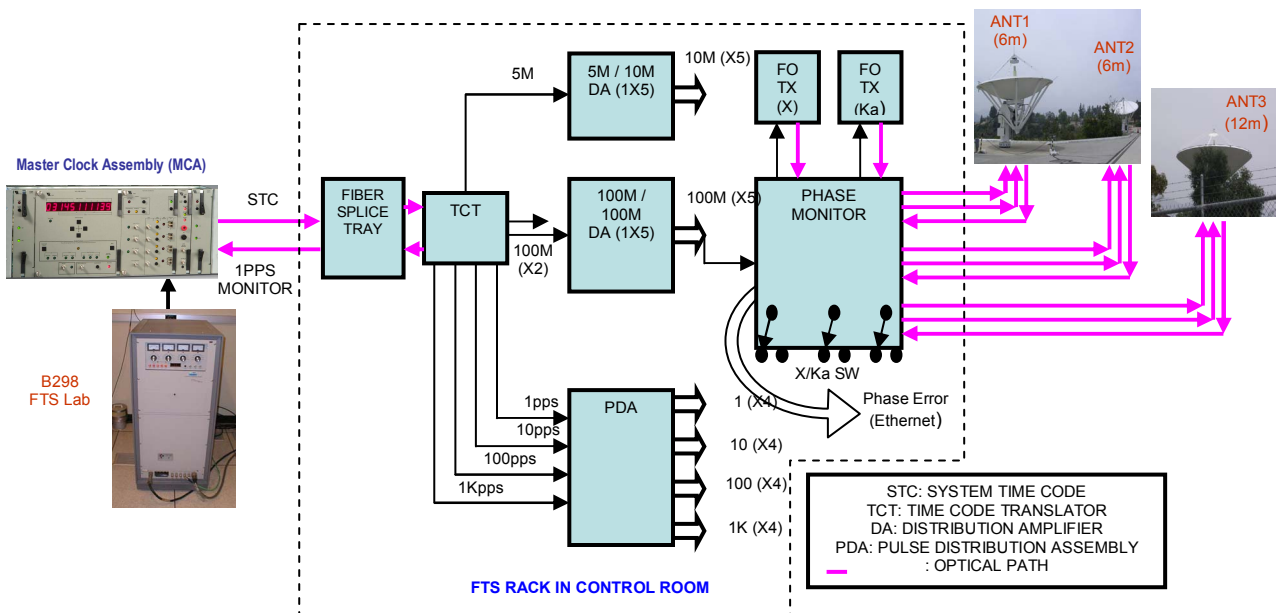 ANT1
(6m)
ANT2
(6m)
ANT3
(12m)
5M
5M / 10M
DA (1X5)
10M (X5)
FO
TX
(X)
FO
TX
(Ka)
Master Clock Assembly (MCA)
STC
1PPS
MONITOR
FIBER
SPLICE
TRAY
TCT
100M
(X2)
100M /
100M
DA (1X5)
100M (X5)
PHASE
MONITOR
X/Ka SW
Phase Error
(Ethernet)
B298
FTS Lab
1pps
10pps
100pps
1Kpps
PDA
1 (X4)
10 (X4)
100 (X4)
1K (X4)
STC: SYSTEM TIME CODE
TCT: TIME CODE TRANSLATOR
DA: DISTRIBUTION AMPLIFIER
PDA: PULSE DISTRIBUTION ASSEMBLY
: OPTICAL PATH
FTS RACK IN CONTROL ROOM